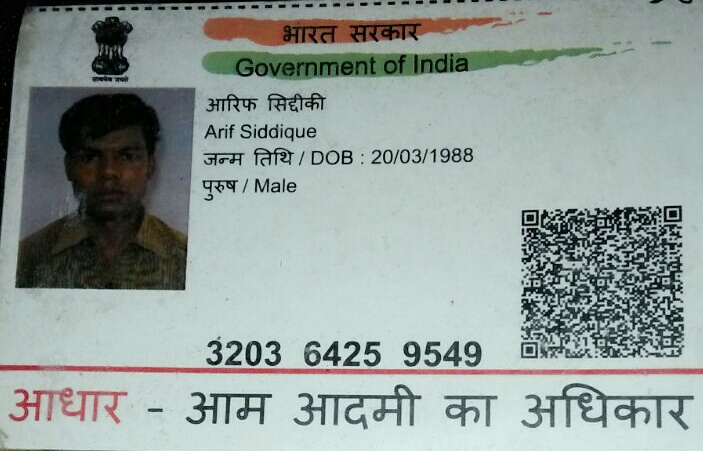 भारत सरकार
Government of India
सत्यमेव जयते
आरिफ सिद्दीकी
Arif Siddique
जन्म तिथि / DOB : 20/03/1988
पुरुष / Male
3203 6425 9549
आधार - आम आदमी का अधिकार